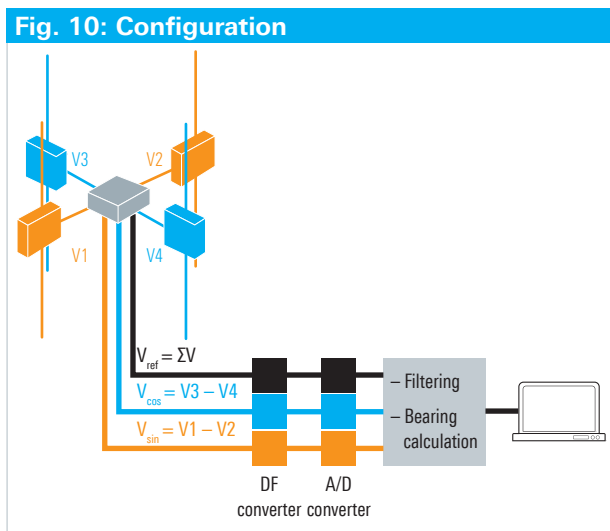 Fig. 10: Configuration
V3
V2
V1
V4
V_ref = ΣV
V_cos = V3 – V4
V_sin = V1 – V2
– Filtering
– Bearing
calculation
DF
converter
A/D
converter